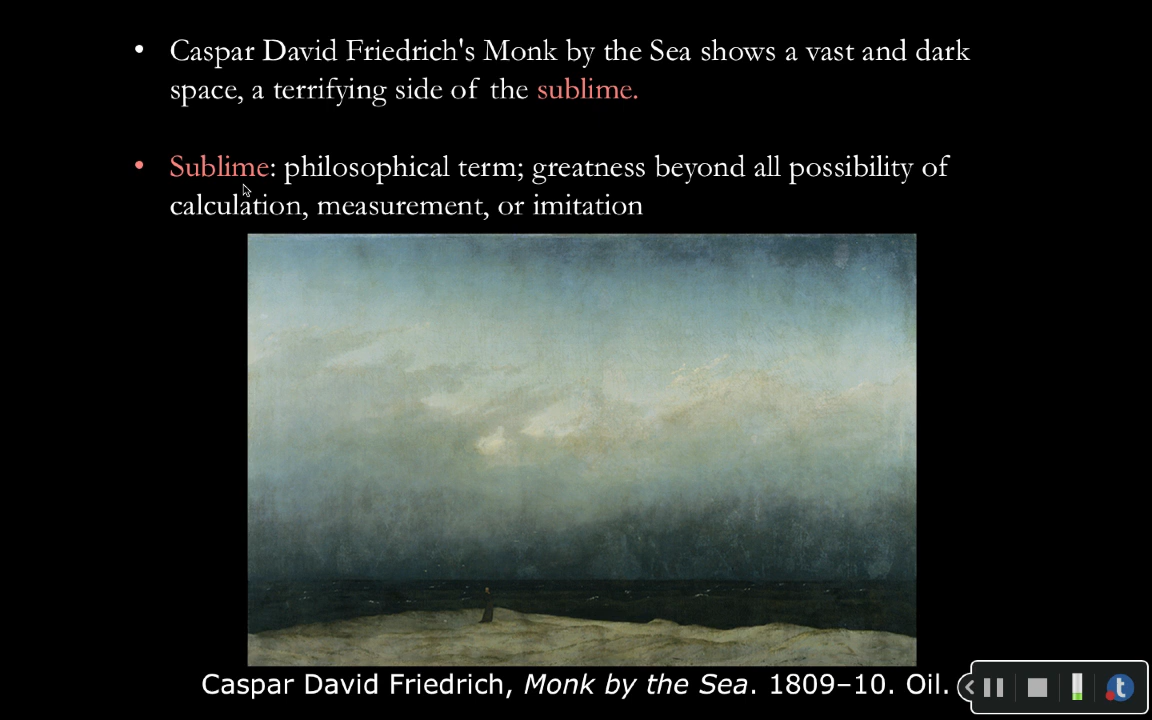 • Caspar David Friedrich's Monk by the Sea shows a vast and dark
space, a terrifying side of the sublime.
• Sublime: philosophical term; greatness beyond all possibility of
calculation, measurement, or imitation
Caspar David Friedrich, Monk by the Sea. 1809–10. Oil.
t